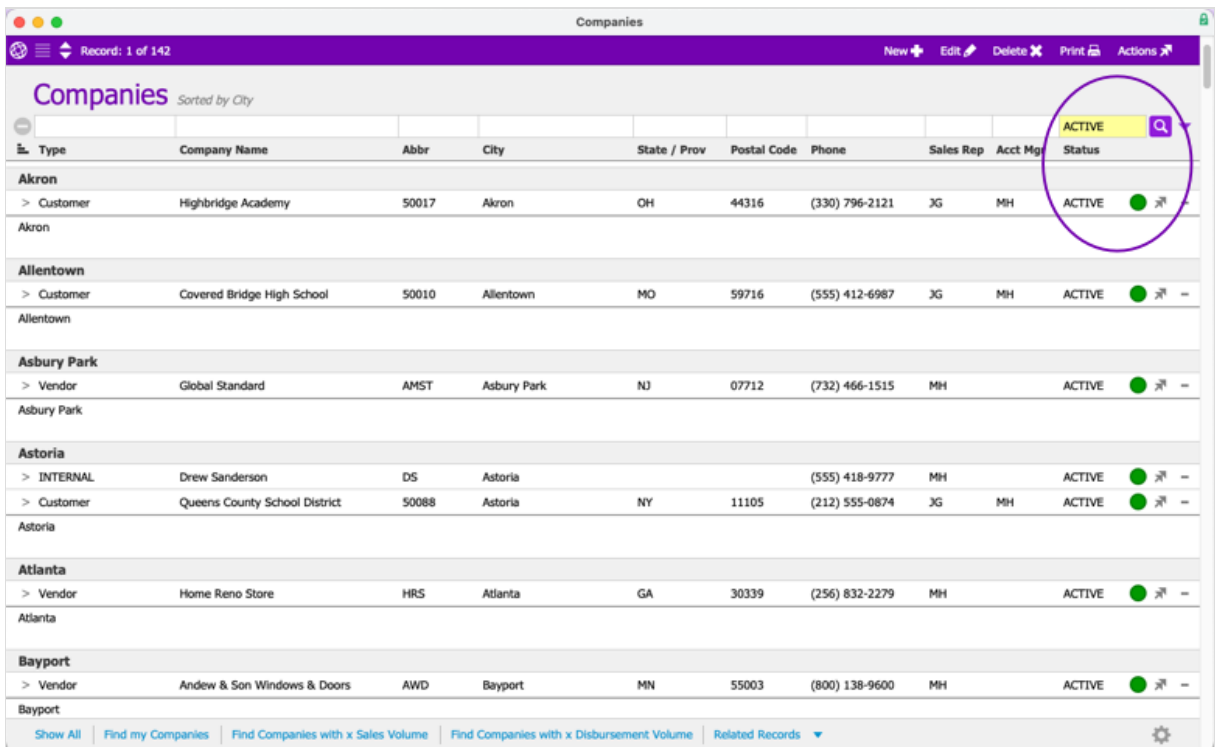 Companies
Record: 1 of 142 New Edit Delete Print Actions
Companies Sorted by City
ACTIVE
Type Company Name Abbr City State / Prov Postal Code Phone Sales Rep Acct Mgr Status
Akron
> Customer Highbridge Academy 50017 Akron OH 44316 (330) 796-2121 JG MH ACTIVE
Akron
Allentown
> Customer Covered Bridge High School 50010 Allentown MO 59716 (555) 412-6987 JG MH ACTIVE –
Allentown
Asbury Park
> Vendor Global Standard AMST Asbury Park NJ 07712 (732) 466-1515 MH ACTIVE –
Asbury Park
Astoria
> INTERNAL Drew Sanderson DS Astoria (555) 418-9777 MH ACTIVE –
> Customer Queens County School District 50088 Astoria NY 11105 (212) 555-0874 JG MH ACTIVE –
Astoria
Atlanta
> Vendor Home Reno Store HRS Atlanta GA 30339 (256) 832-2279 MH ACTIVE –
Atlanta
Bayport
> Vendor Andew & Son Windows & Doors AWD Bayport MN 55003 (800) 138-9600 MH ACTIVE –
Bayport
Show All Find my Companies Find Companies with x Sales Volume Find Companies with x Disbursement Volume Related Records